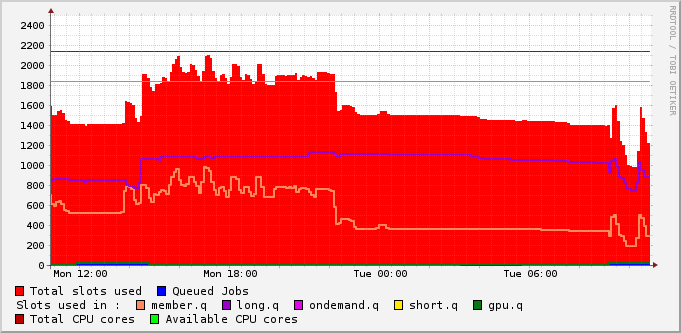 2400
2200
2000
1800
1600
1400
1200
1000
800
600
400
200
0
Mon 12:00 Mon 18:00 Tue 00:00 Tue 06:00
RRDTOOL / TOBI OETIKER
Total slots used Queued Jobs
Slots used in : member.q long.q ondemand.q short.q gpu.q
Total CPU cores Available CPU cores